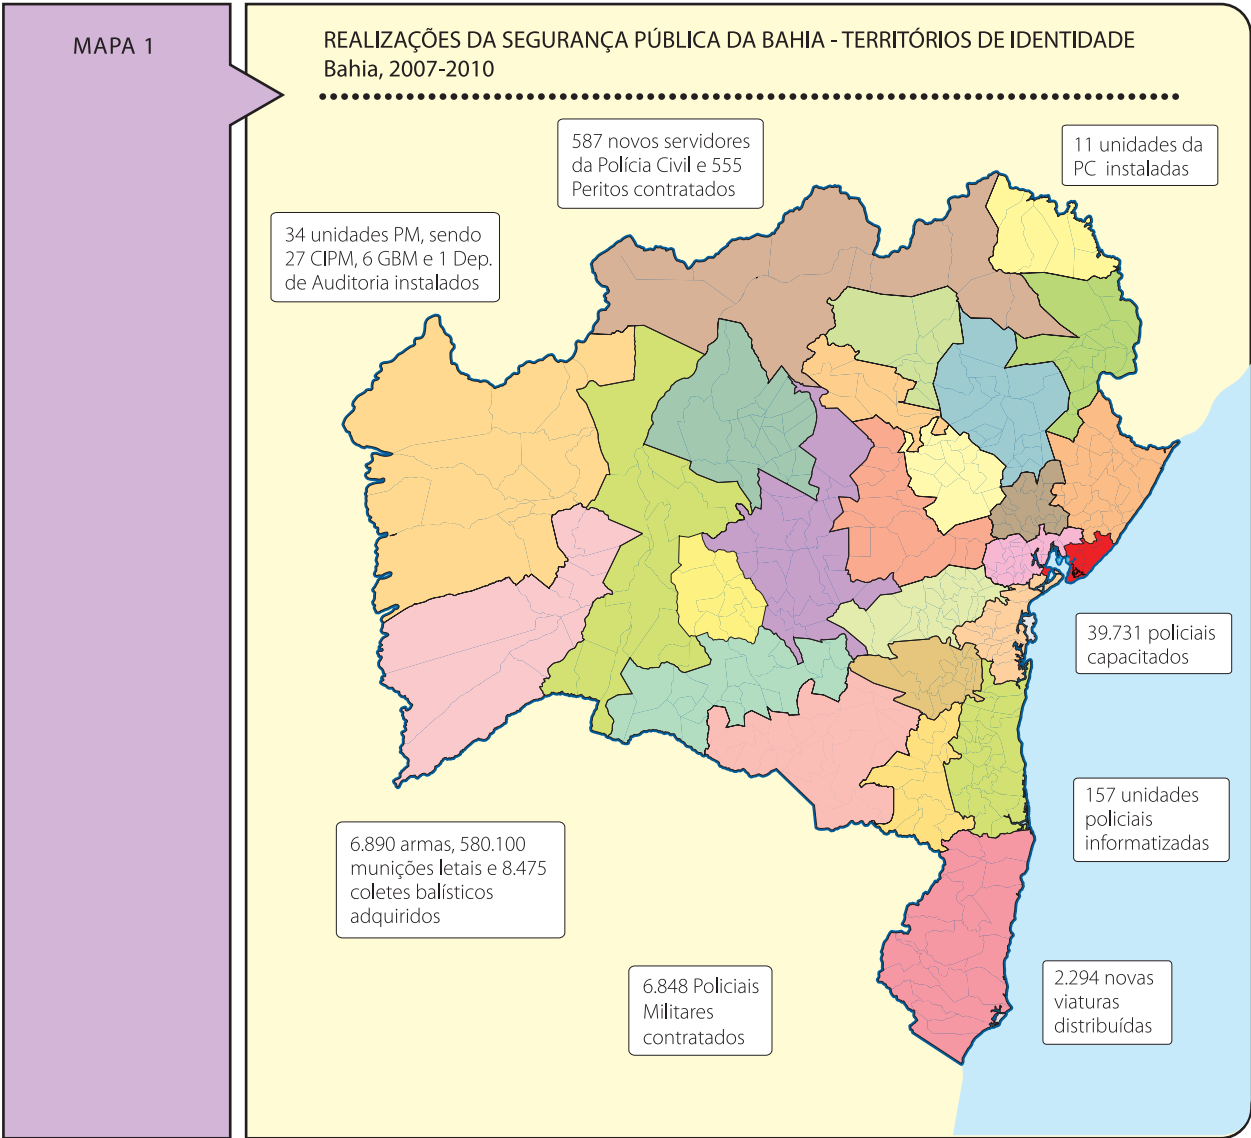 MAPA 1
REALIZAÇÕES DA SEGURANÇA PÚBLICA DA BAHIA - TERRITÓRIOS DE IDENTIDADE
Bahia, 2007-2010
587 novos servidores
da Polícia Civil e 555
Peritos contratados
11 unidades da
PC instaladas
34 unidades PM, sendo
27 CIPM, 6 GBM e 1 Dep.
de Auditoria instalados
39.731 policiais
capacitados
157 unidades
policiais
informatizadas
6.890 armas, 580.100
munições letais e 8.475
coletes balísticos
adquiridos
6.848 Policiais
Militares
contratados
2.294 novas
viaturas
distribuídas